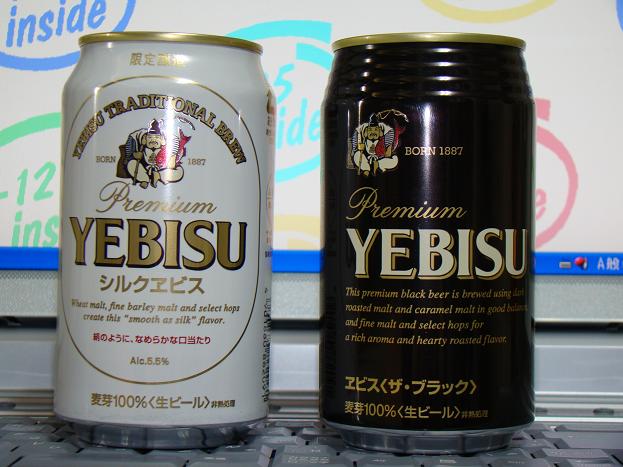 inside
5
inside
-12
inside
限定醸造
YEBISU TRADITIONAL BREW
BORN 1887
Premium
YEBISU
シルクヱビス
Wheat malt, fine barley malt and select hops
create this "smooth as silk" flavor.
絹のように、なめらかな口当たり
Alc.5.5%
麦芽100%〈生ビール〉非熱処理
BORN 1887
Premium
YEBISU
This premium black beer is brewed using dark
roasted malt and caramel malt in good balance,
and fine malt and select hops for
a rich aroma and hearty roasted flavor.
ヱビス〈ザ・ブラック〉
麦芽100%〈生ビール〉非熱処理
A般